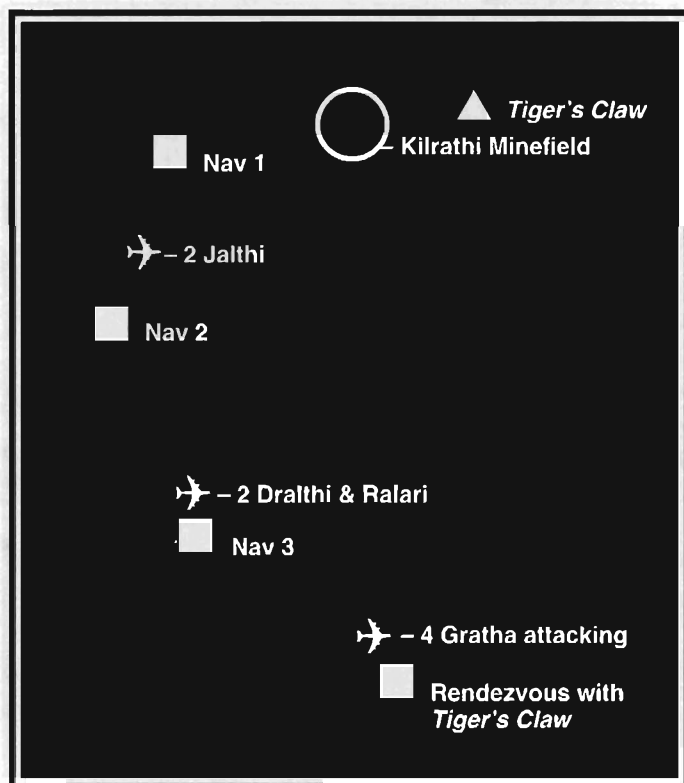 Tiger's Claw
– Kilrathi Minefield
Nav 1
– 2 Jalthi
Nav 2
– 2 Dralthi & Ralari
Nav 3
– 4 Gratha attacking
Rendezvous with
Tiger's Claw